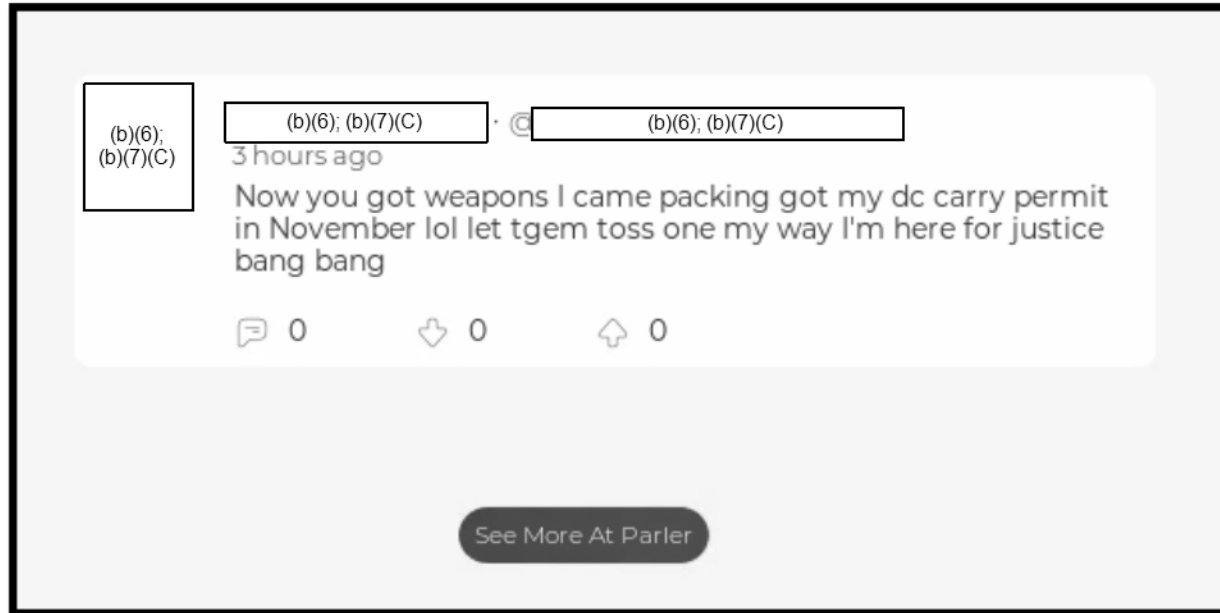 (b)(6);
(b)(7)(C)
(b)(6); (b)(7)(C) · @ (b)(6); (b)(7)(C)
3 hours ago
Now you got weapons I came packing got my dc carry permit
in November lol let tgem toss one my way I'm here for justice
bang bang
0 0 0
See More At Parler